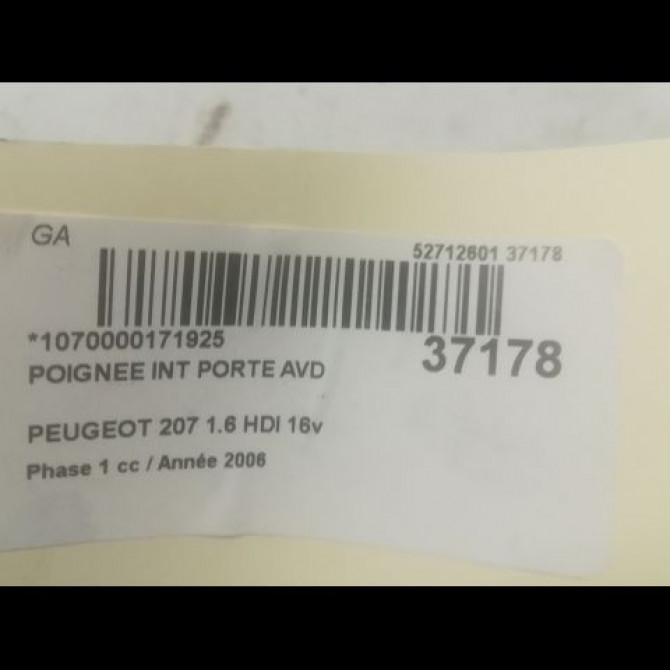 GA
52712601 37178
*1070000171925
37178
POIGNEE INT PORTE AVD
PEUGEOT 207 1.6 HDI 16v
Phase 1 cc / Année 2006